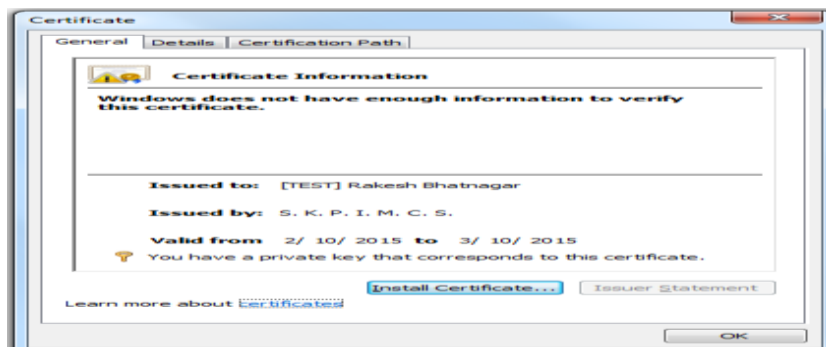 Certificate
General Details Certification Path
Certificate Information
Windows does not have enough information to verify
this certificate.
Issued to: [TEST] Rakesh Bhatnagar
Issued by: S. K. P. I. M. C. S.
Valid from 2/ 10/ 2015 to 3/ 10/ 2015
You have a private key that corresponds to this certificate.
Install Certificate... Issuer Statement
Learn more about certificates
OK